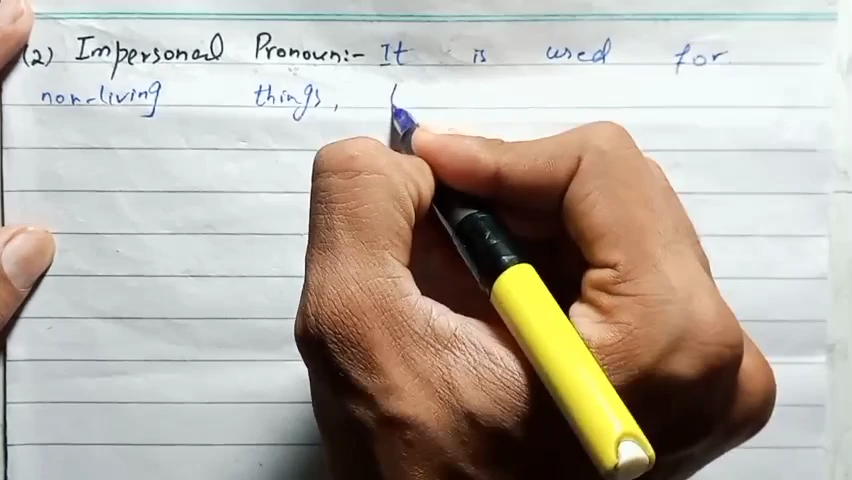 (2) Impersonal Pronoun:- It is used for
non-living things, (